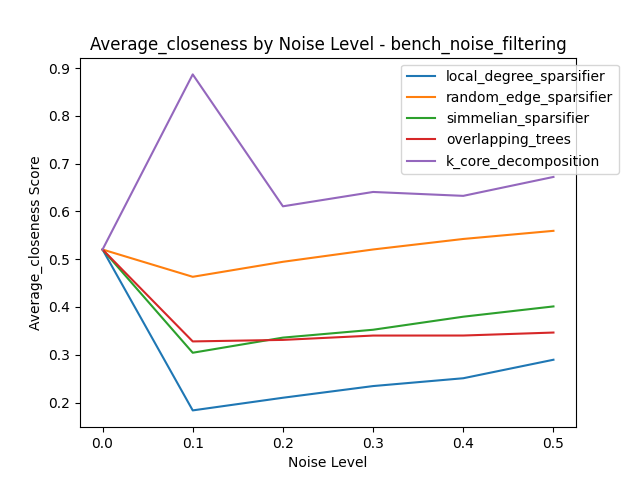 Average_closeness by Noise Level - bench_noise_filtering
local_degree_sparsifier
random_edge_sparsifier
simmelian_sparsifier
overlapping_trees
k_core_decomposition
Average_closeness Score
0.9
0.8
0.7
0.6
0.5
0.4
0.3
0.2
0.0 0.1 0.2 0.3 0.4 0.5
Noise Level